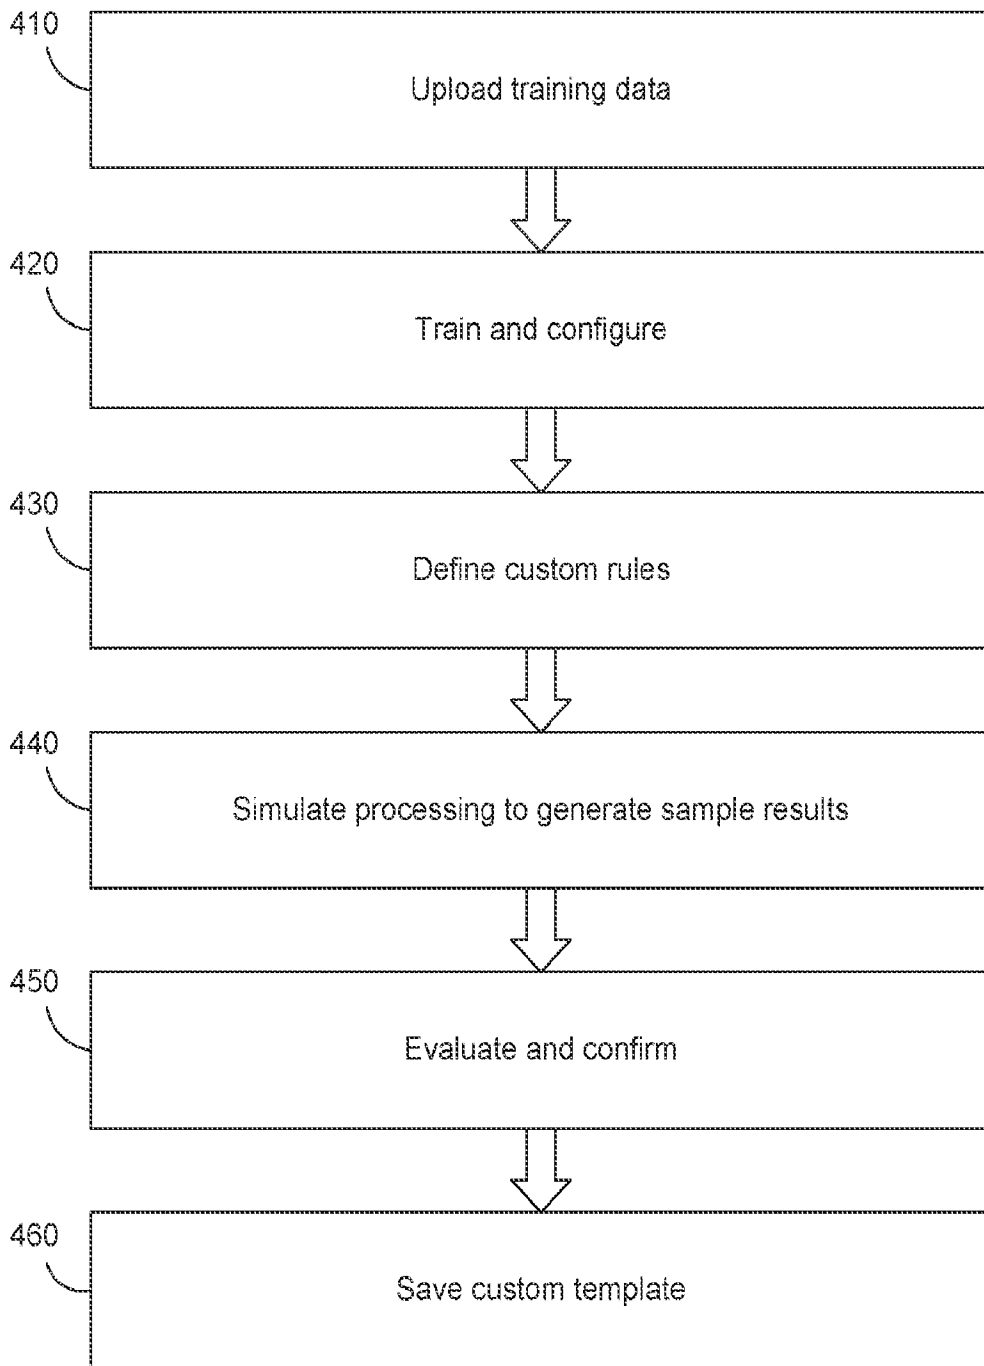 410
Upload training data
420
Train and configure
430
Define custom rules
440
Simulate processing to generate sample results
450
Evaluate and confirm
460
Save custom template